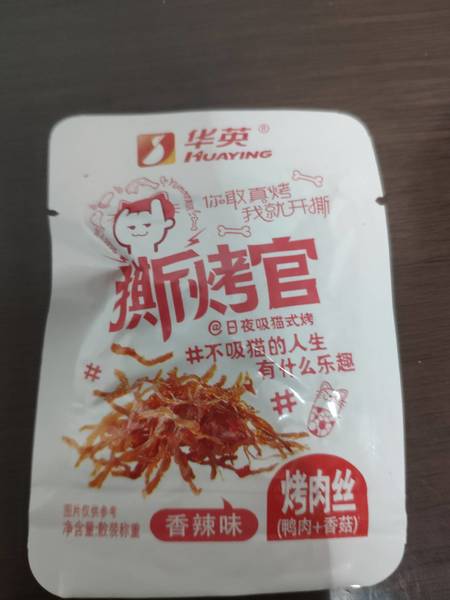 华英®
HUAYING
你敢真烤
我就开撕
撕烤官
@日夜吸猫式烤
#不吸猫的人生
有什么乐趣
#
#
图片仅供参考
净含量:散装称重
香辣味
烤肉丝
(鸭肉+香菇)